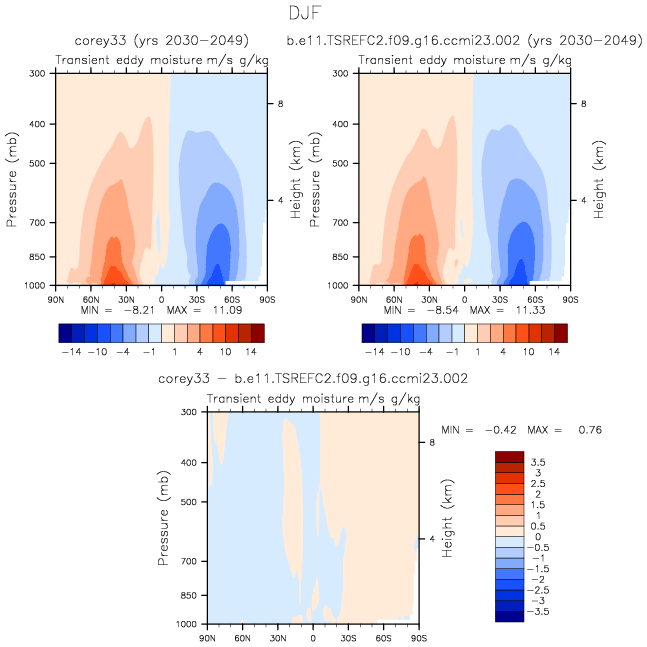 DJF
corey33 (yrs 2030-2049)
b.e11.TSREFC2.f09.g16.ccmi23.002 (yrs 2030-2049)
Transient eddy moisture m/s g/kg
Transient eddy moisture m/s g/kg
300
400
500
700
850
1000
Pressure (mb)
8
4
Height (km)
90N 60N 30N 0 30S 60S 90S
MIN = -8.21 MAX = 11.09
-14 -10 -4 -1 1 4 10 14
300
400
500
700
850
1000
Pressure (mb)
8
4
Height (km)
90N 60N 30N 0 30S 60S 90S
MIN = -8.54 MAX = 11.33
-14 -10 -4 -1 1 4 10 14
corey33 - b.e11.TSREFC2.f09.g16.ccmi23.002
Transient eddy moisture m/s g/kg
300
400
500
700
850
1000
Pressure (mb)
8
4
Height (km)
90N 60N 30N 0 30S 60S 90S
MIN = -0.42 MAX = 0.76
3.5
3
2.5
2
1.5
1
0.5
0
-0.5
-1
-1.5
-2
-2.5
-3
-3.5